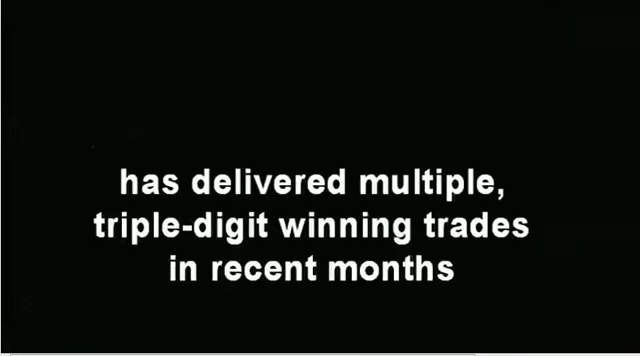 has delivered multiple,
triple-digit winning trades
in recent months